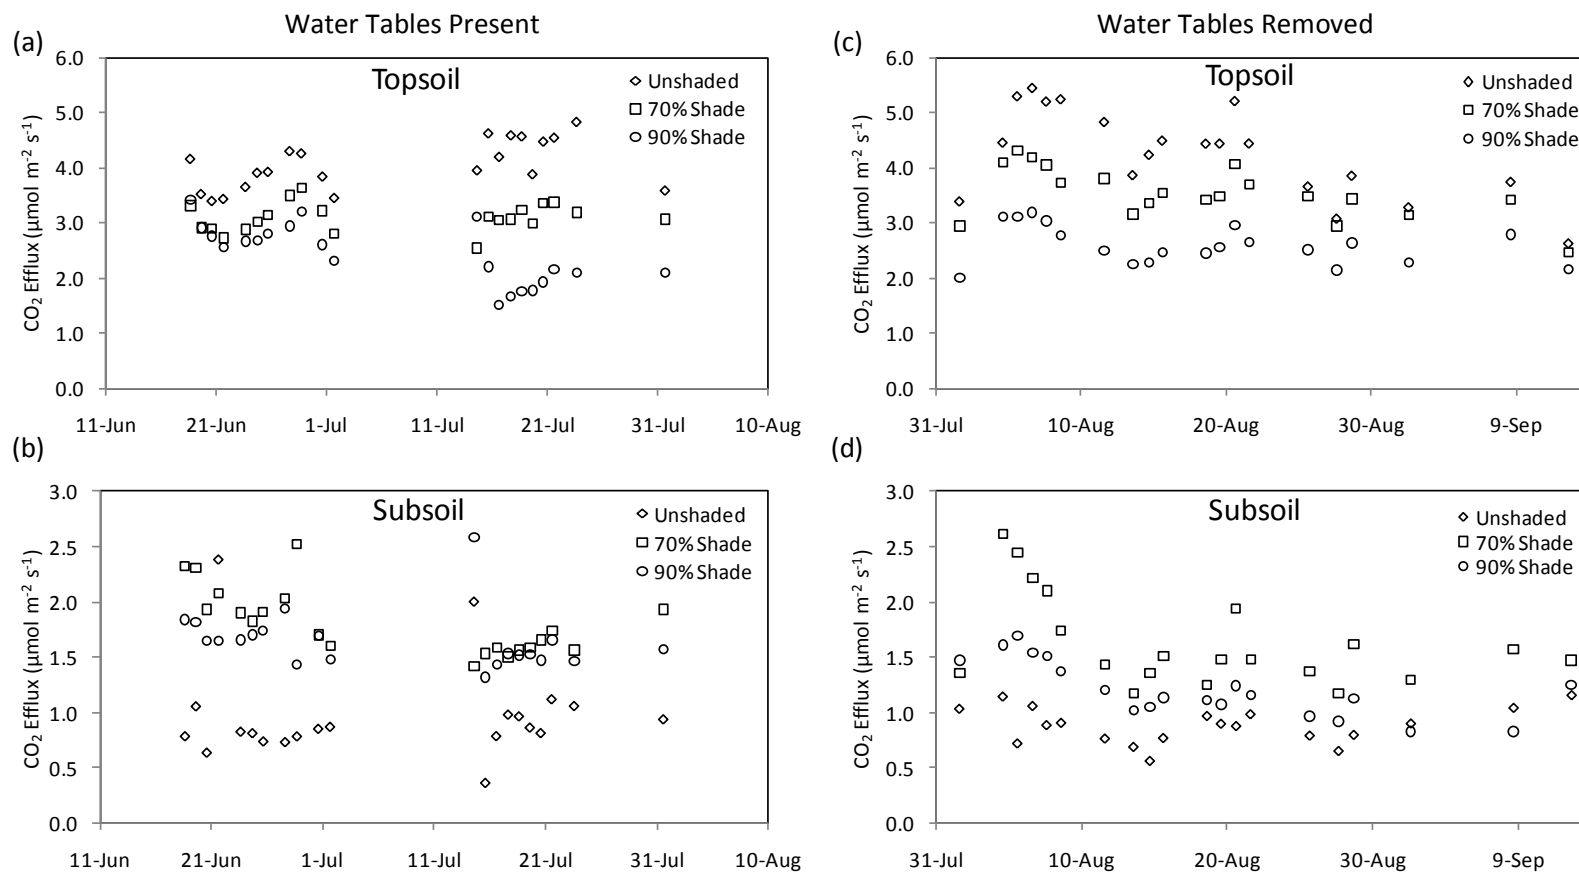 Water Tables Present
(a)
Topsoil
Unshaded
70% Shade
90% Shade
CO2 Efflux (µmol m-2 s-1)
6.0
5.0
4.0
3.0
2.0
1.0
0.0
11-Jun 21-Jun 1-Jul 11-Jul 21-Jul 31-Jul 10-Aug
(b)
Subsoil
Unshaded
70% Shade
90% Shade
CO2 Efflux (µmol m-2 s-1)
3.0
2.5
2.0
1.5
1.0
0.5
0.0
11-Jun 21-Jun 1-Jul 11-Jul 21-Jul 31-Jul 10-Aug
Water Tables Removed
(c)
Topsoil
Unshaded
70% Shade
90% Shade
CO2 Efflux (µmol m-2 s-1)
6.0
5.0
4.0
3.0
2.0
1.0
0.0
31-Jul 10-Aug 20-Aug 30-Aug 9-Sep
(d)
Subsoil
Unshaded
70% Shade
90% Shade
CO2 Efflux (µmol m-2 s-1)
3.0
2.5
2.0
1.5
1.0
0.5
0.0
31-Jul 10-Aug 20-Aug 30-Aug 9-Sep